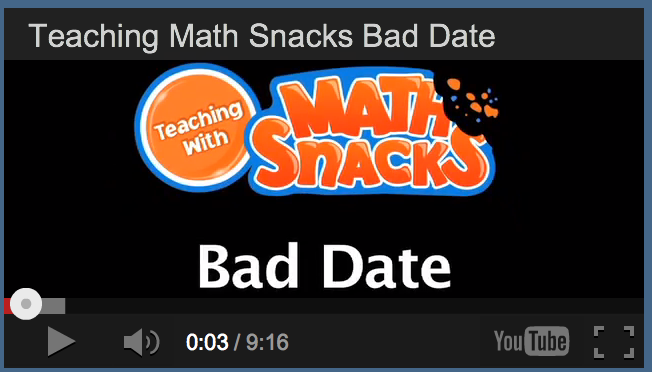 Teaching Math Snacks Bad Date
Teaching
With
MATH
SNACKS
Bad Date
0:03 / 9:16
YouTube